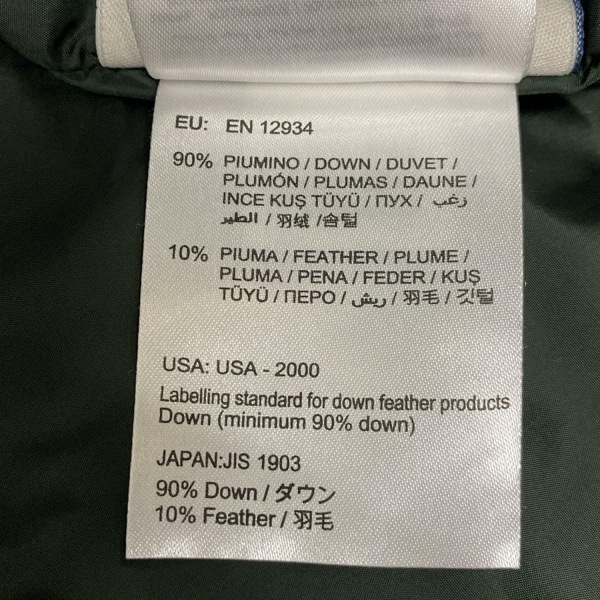 EU: EN 12934
90% PIUMINO / DOWN / DUVET /
PLUMÓN / PLUMAS / DAUNE /
INCE KUŞ TÜYÜ / ПУХ / زغب
الطير / 羽绒 /솜털
10% PIUMA / FEATHER / PLUME /
PLUMA / PENA / FEDER / KUŞ
TÜYÜ / ПЕРО / ريش / 羽毛 / 깃털
USA: USA - 2000
Labelling standard for down feather products
Down (minimum 90% down)
JAPAN:JIS 1903
90% Down / ダウン
10% Feather / 羽毛